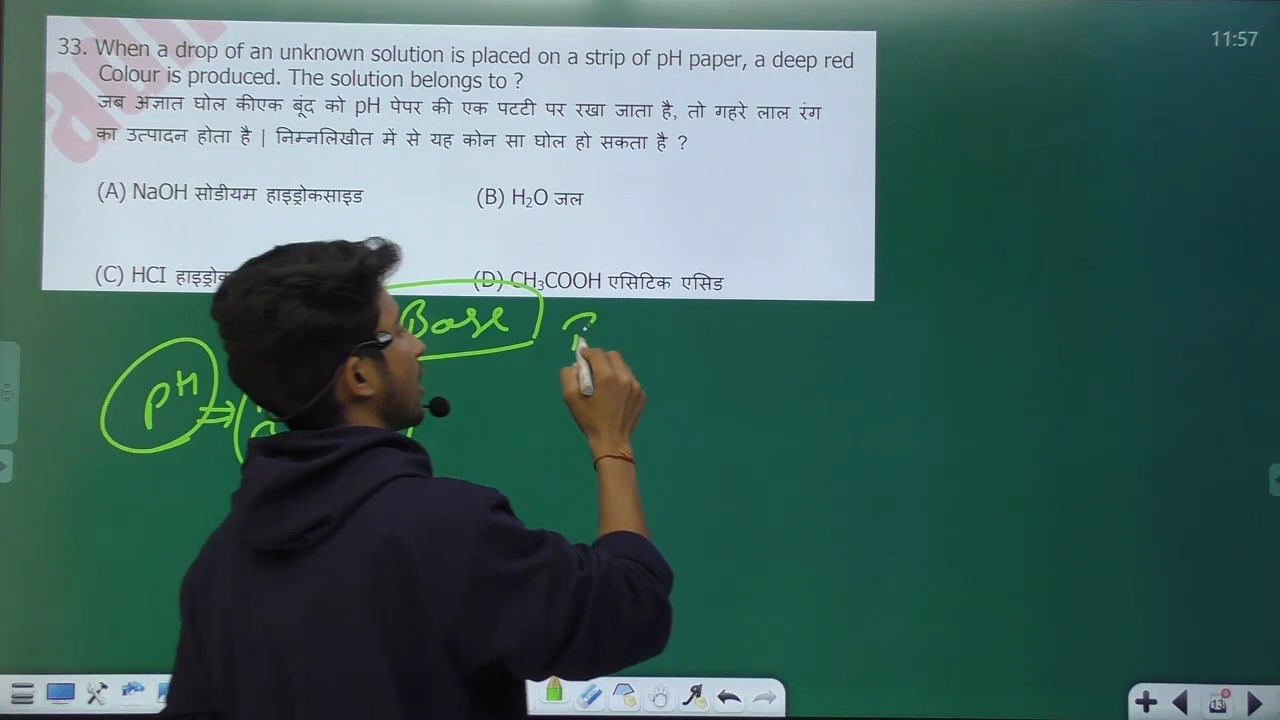 33. When a drop of an unknown solution is placed on a strip of pH paper, a deep red
Colour is produced. The solution belongs to ?
जब अज्ञात घोल कीएक बूंद को pH पेपर की एक पटटी पर रखा जाता है, तो गहरे लाल रंग
का उत्पादन होता है | निम्नलिखीत में से यह कोन सा घोल हो सकता है ?
(A) NaOH सोडीयम हाइड्रोकसाइड (B) H₂O जल
(C) HCI (D) CH₃COOH एसिटिक एसिड
Base
pH
11:57
13